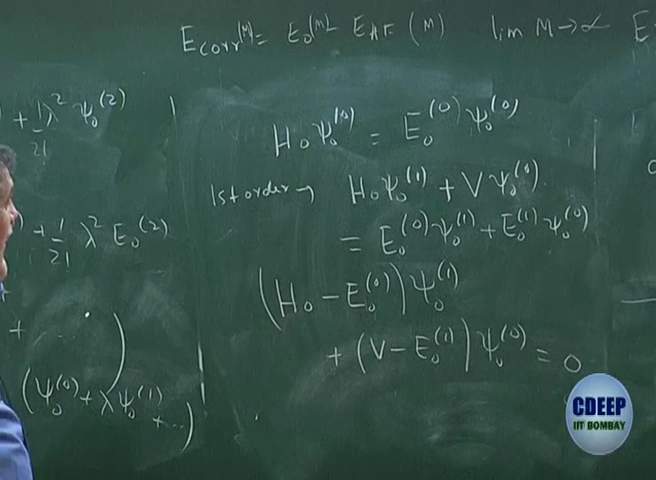 E_corr^(M) = E_0^(M) - E_HF (M)    lim M → ∝    E
+ 1/2! λ² ψ_0^(2)
H_0 ψ_0^(0) = E_0^(0) ψ_0^(0)
1st order → H_0 ψ_0^(1) + V ψ_0^(0)
= E_0^(0) ψ_0^(1) + E_0^(1) ψ_0^(0)
+ 1/2! λ² E_0^(2)
(H_0 - E_0^(0)) ψ_0^(1)
+ )
+ (V - E_0^(1)) ψ_0^(0) = 0
(ψ_0^(0) + λ ψ_0^(1)
+ ...)
CDEEP
IIT BOMBAY